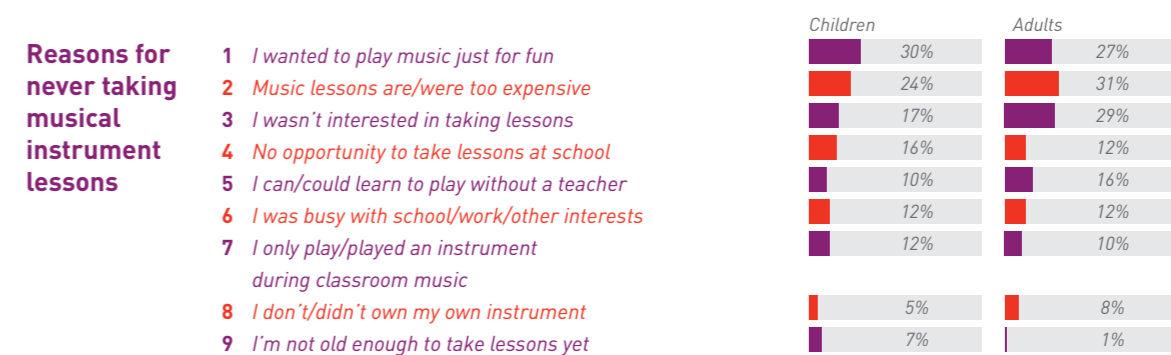 Children Adults
Reasons for never taking musical instrument lessons
1 I wanted to play music just for fun 30% 27%
2 Music lessons are/were too expensive 24% 31%
3 I wasn't interested in taking lessons 17% 29%
4 No opportunity to take lessons at school 16% 12%
5 I can/could learn to play without a teacher 10% 16%
6 I was busy with school/work/other interests 12% 12%
7 I only play/played an instrument 12% 10%
during classroom music
8 I don't/didn't own my own instrument 5% 8%
9 I'm not old enough to take lessons yet 7% 1%